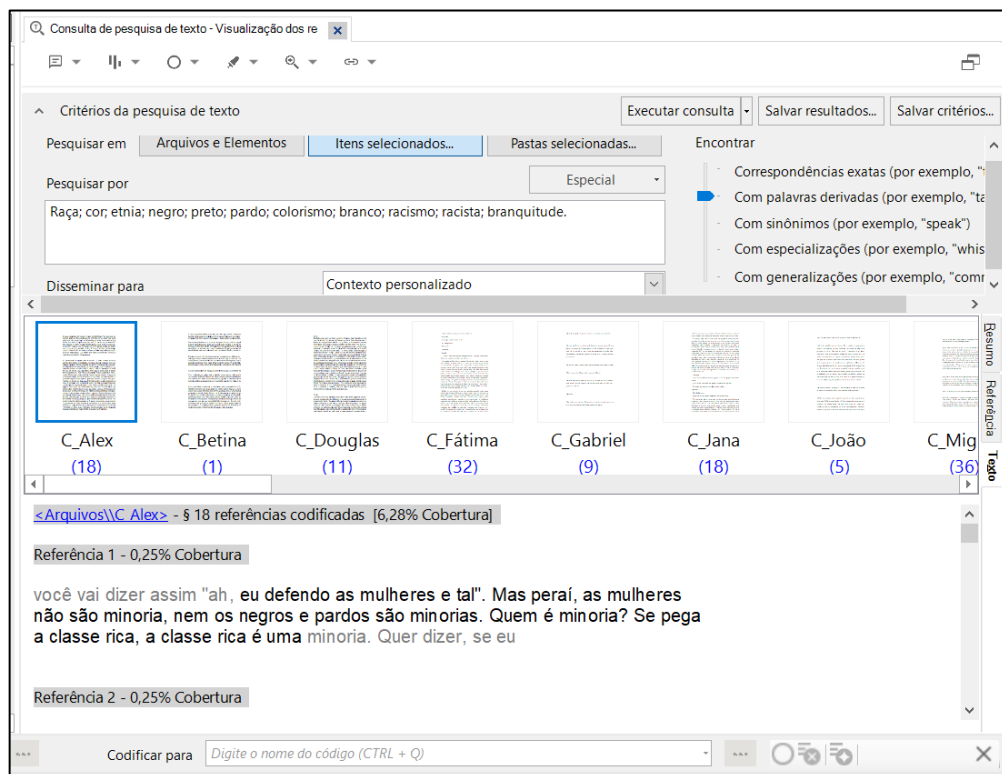 Consulta de pesquisa de texto - Visualização dos re
Critérios da pesquisa de texto
Executar consulta
Salvar resultados...
Salvar critérios...
Pesquisar em
Arquivos e Elementos
Itens selecionados...
Pastas selecionadas...
Encontrar
Pesquisar por
Especial
Correspondências exatas (por exemplo, "t
Raça; cor; etnia; negro; preto; pardo; colorismo; branco; racismo; racista; branquitude.
Com palavras derivadas (por exemplo, "ta
Com sinônimos (por exemplo, "speak")
Com especializações (por exemplo, "whis
Disseminar para
Contexto personalizado
Com generalizações (por exemplo, "comr
Resumo
Referência
Texto
C_Alex C_Betina C_Douglas C_Fátima C_Gabriel C_Jana C_João C_Mig
(18) (1) (11) (32) (9) (18) (5) (36)
<Arquivos\\C_Alex> - § 18 referências codificadas [6,28% Cobertura]
Referência 1 - 0,25% Cobertura
você vai dizer assim "ah, eu defendo as mulheres e tal". Mas peraí, as mulheres
não são minoria, nem os negros e pardos são minorias. Quem é minoria? Se pega
a classe rica, a classe rica é uma minoria. Quer dizer, se eu
Referência 2 - 0,25% Cobertura
Codificar para
Digite o nome do código (CTRL + Q)